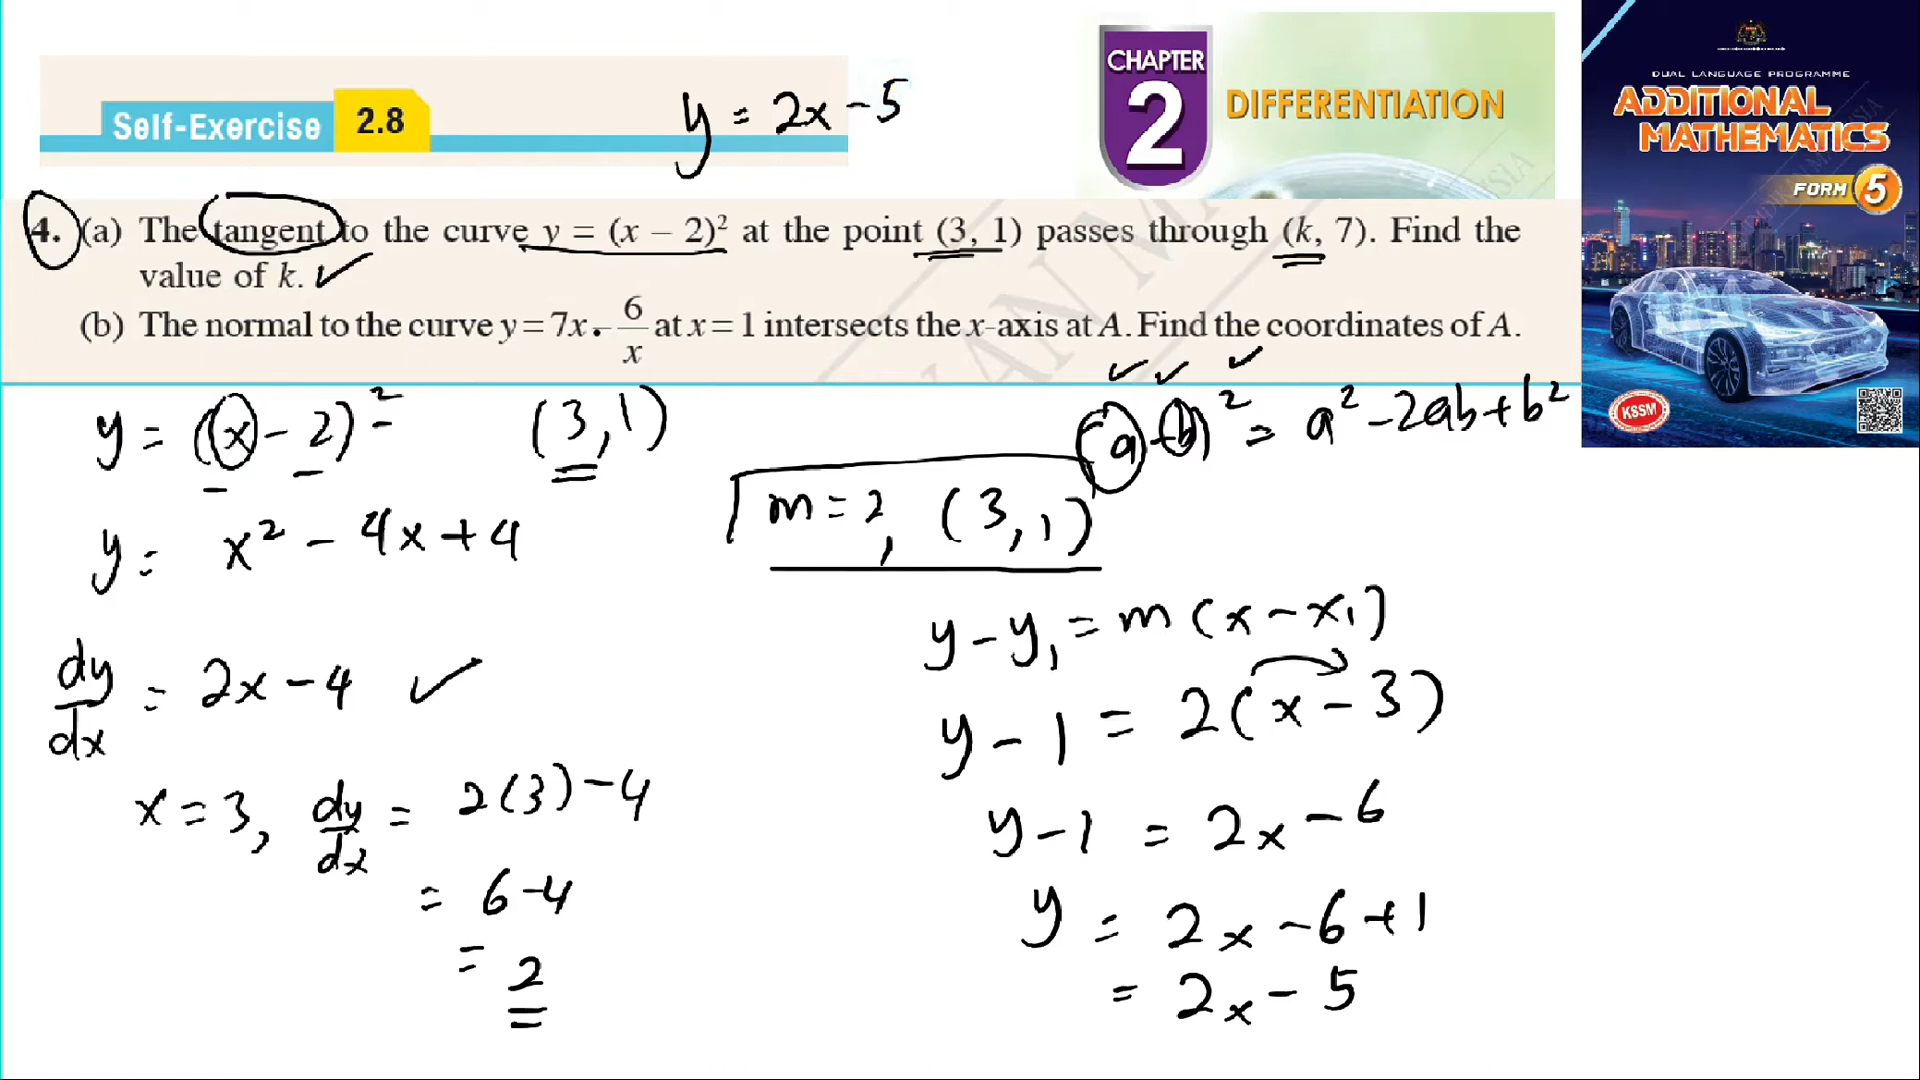 Self-Exercise 2.8
y = 2x - 5
CHAPTER 2 DIFFERENTIATION
DUAL LANGUAGE PROGRAMME
ADDITIONAL
MATHEMATICS
FORM 5
KSSM
4. (a) The tangent to the curve y = (x – 2)² at the point (3, 1) passes through (k, 7). Find the
value of k. ✓
(b) The normal to the curve y = 7x - 6/x at x = 1 intersects the x-axis at A. Find the coordinates of A.
y = (x - 2)² (3, 1)
y = x² - 4x + 4
dy/dx = 2x - 4 ✓
x = 3, dy/dx = 2(3) - 4
= 6 - 4
= 2
(a - b)² = a² - 2ab + b²
m = 2, (3, 1)
y - y₁ = m(x - x₁)
y - 1 = 2(x - 3)
y - 1 = 2x - 6
y = 2x - 6 + 1
= 2x - 5